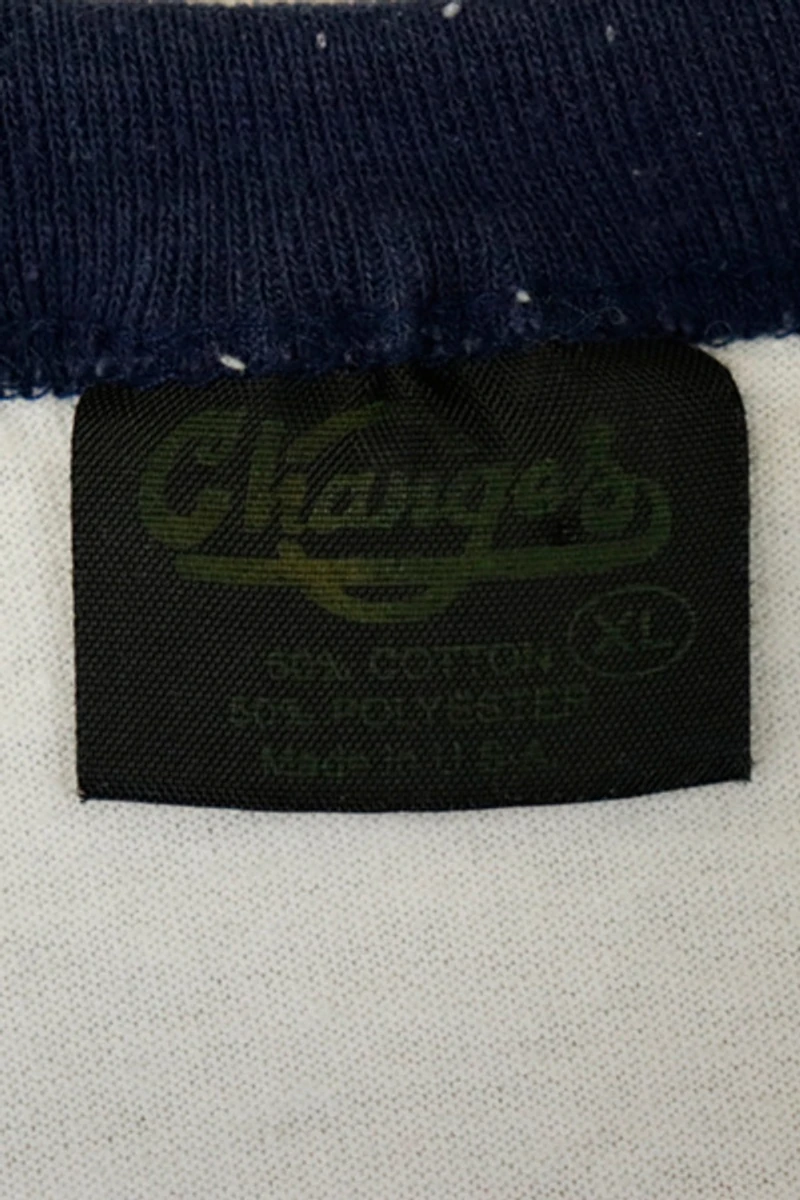 Changes
XL
50% COTTON
50% POLYESTER
Made in U.S.A.